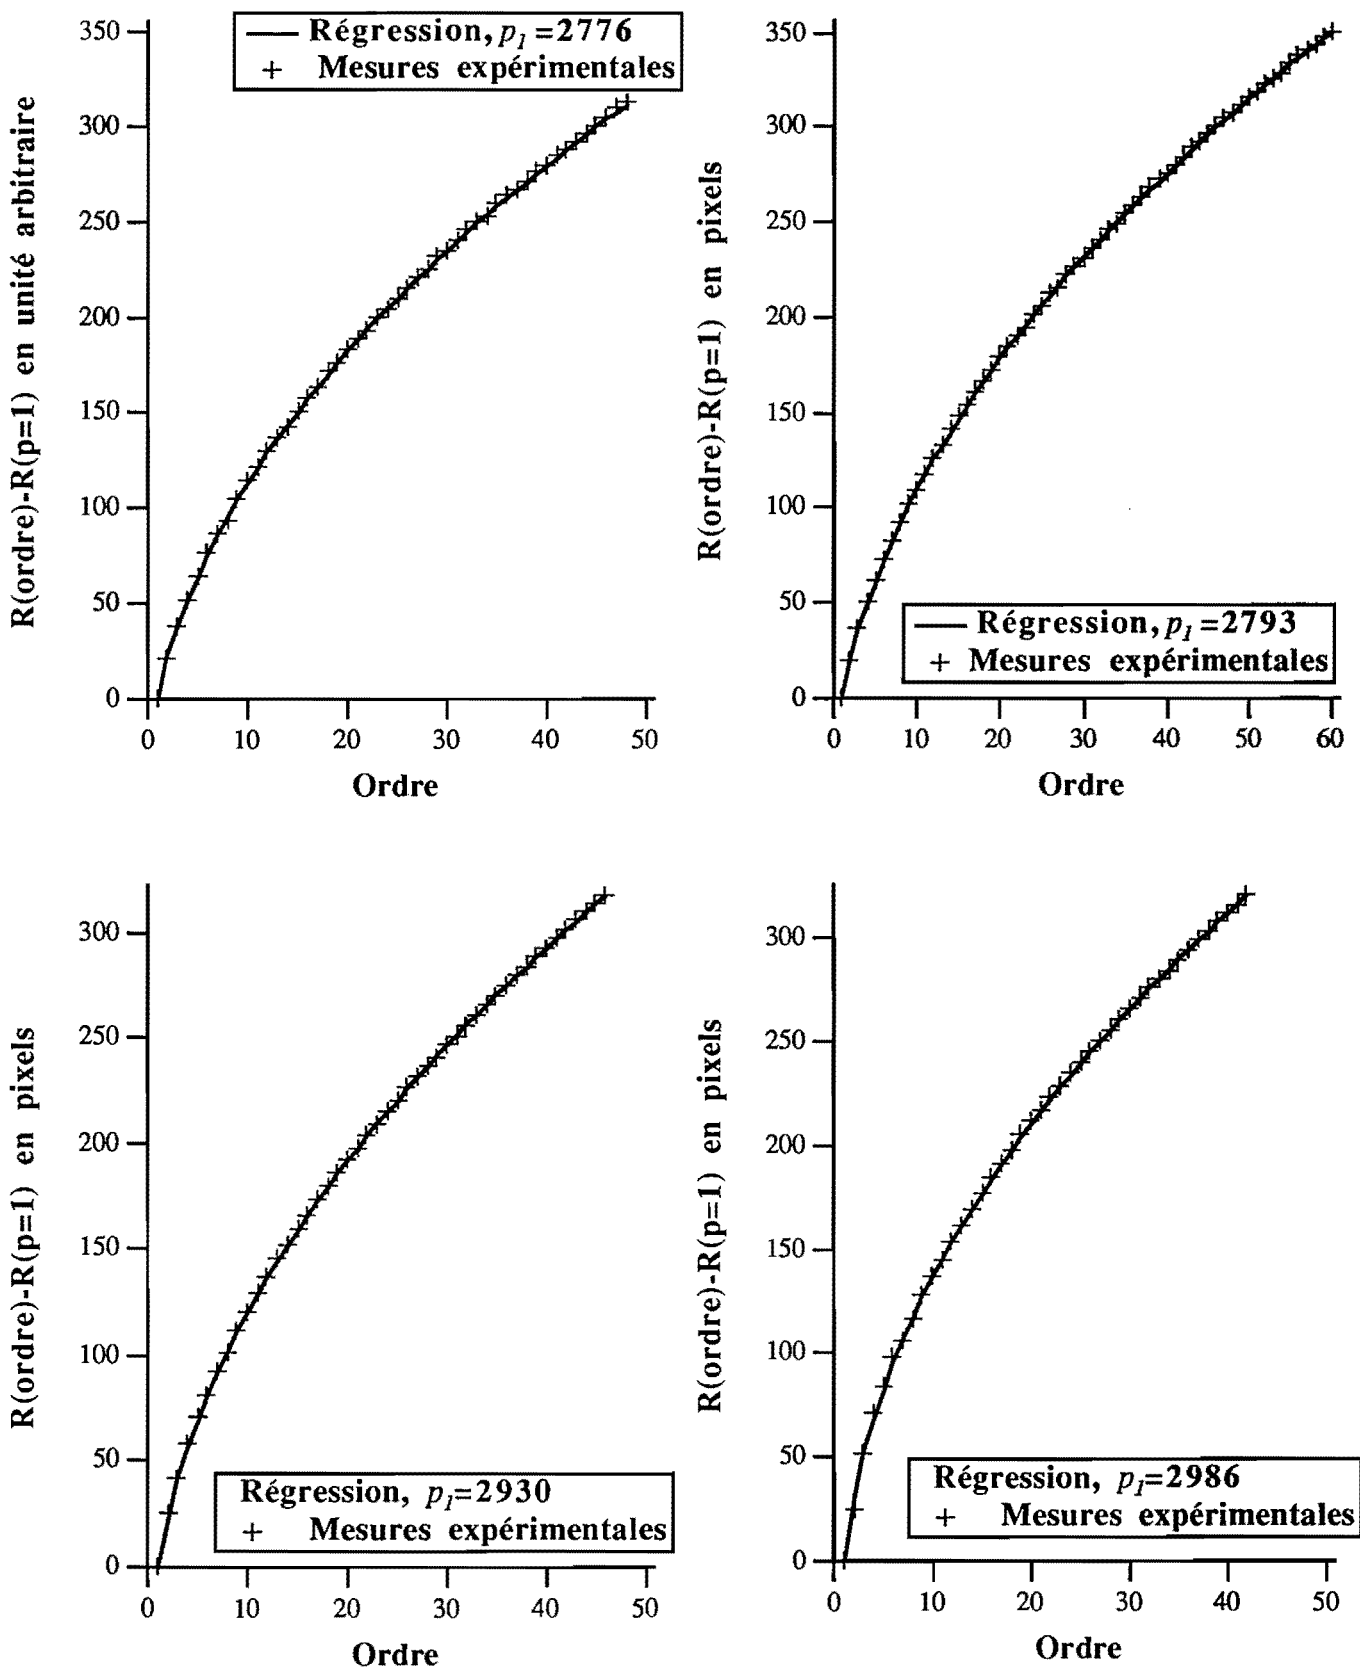 R(ordre)-R(p=1) en unité arbitraire
350
300
250
200
150
100
50
0
Régression, p1 =2776
+ Mesures expérimentales
0 10 20 30 40 50
Ordre
R(ordre)-R(p=1) en pixels
350
300
250
200
150
100
50
0
Régression, p1 =2793
+ Mesures expérimentales
0 10 20 30 40 50 60
Ordre
R(ordre)-R(p=1) en pixels
300
250
200
150
100
50
0
Régression, p1=2930
+ Mesures expérimentales
0 10 20 30 40 50
Ordre
R(ordre)-R(p=1) en pixels
300
250
200
150
100
50
0
Régression, p1=2986
+ Mesures expérimentales
0 10 20 30 40 50
Ordre